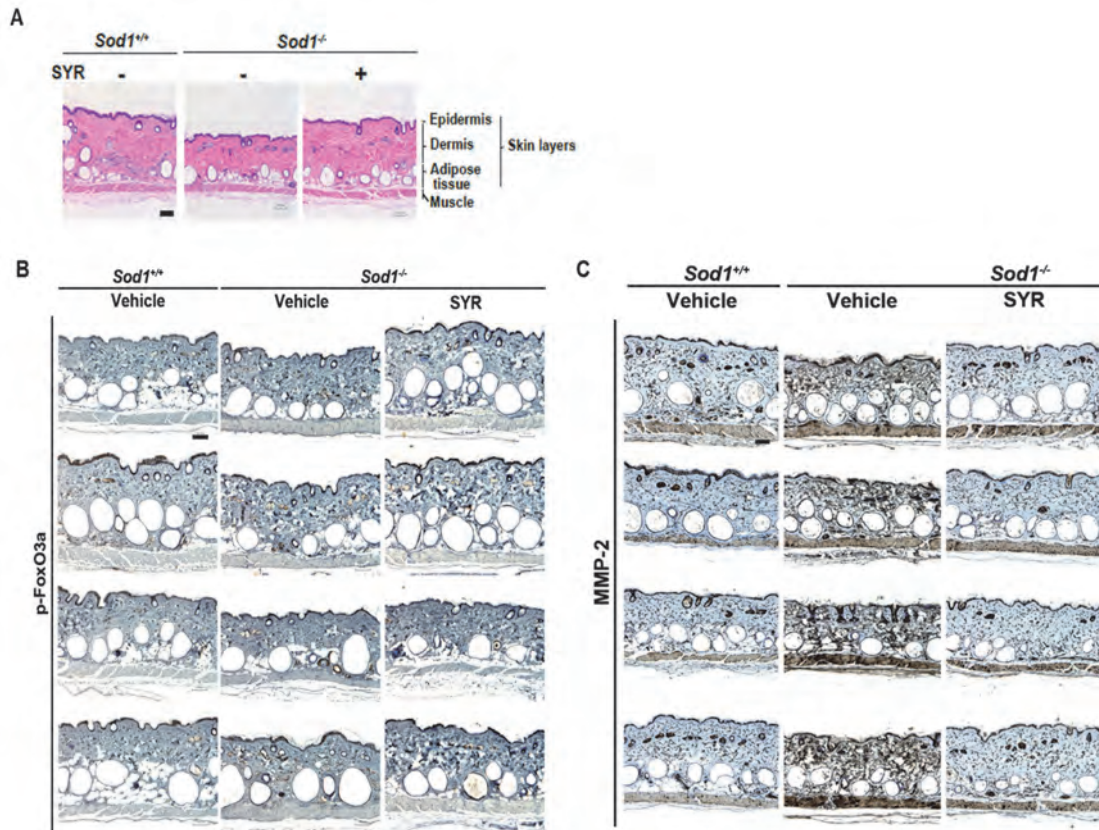 A
Sod1+/+ Sod1-/-
SYR - - +
Epidermis
Dermis
Adipose
tissue
Muscle
Skin layers
B
Sod1+/+ Sod1-/-
Vehicle Vehicle SYR
p-FoxO3a
C
Sod1+/+ Sod1-/-
Vehicle Vehicle SYR
MMP-2